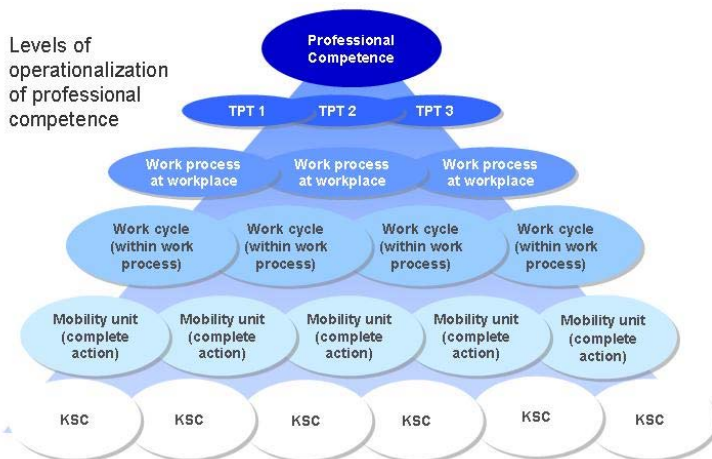 Levels of
operationalization
of professional
competence
Professional
Competence
TPT 1
TPT 2
TPT 3
Work process
at workplace
Work process
at workplace
Work process
at workplace
Work cycle
(within work
process)
Work cycle
(within work
process)
Work cycle
(within work
process)
Work cycle
(within work
process)
Mobility unit
(complete
action)
Mobility unit
(complete
action)
Mobility unit
(complete
action)
Mobility unit
(complete
action)
Mobility unit
(complete
action)
KSC
KSC
KSC
KSC
KSC
KSC